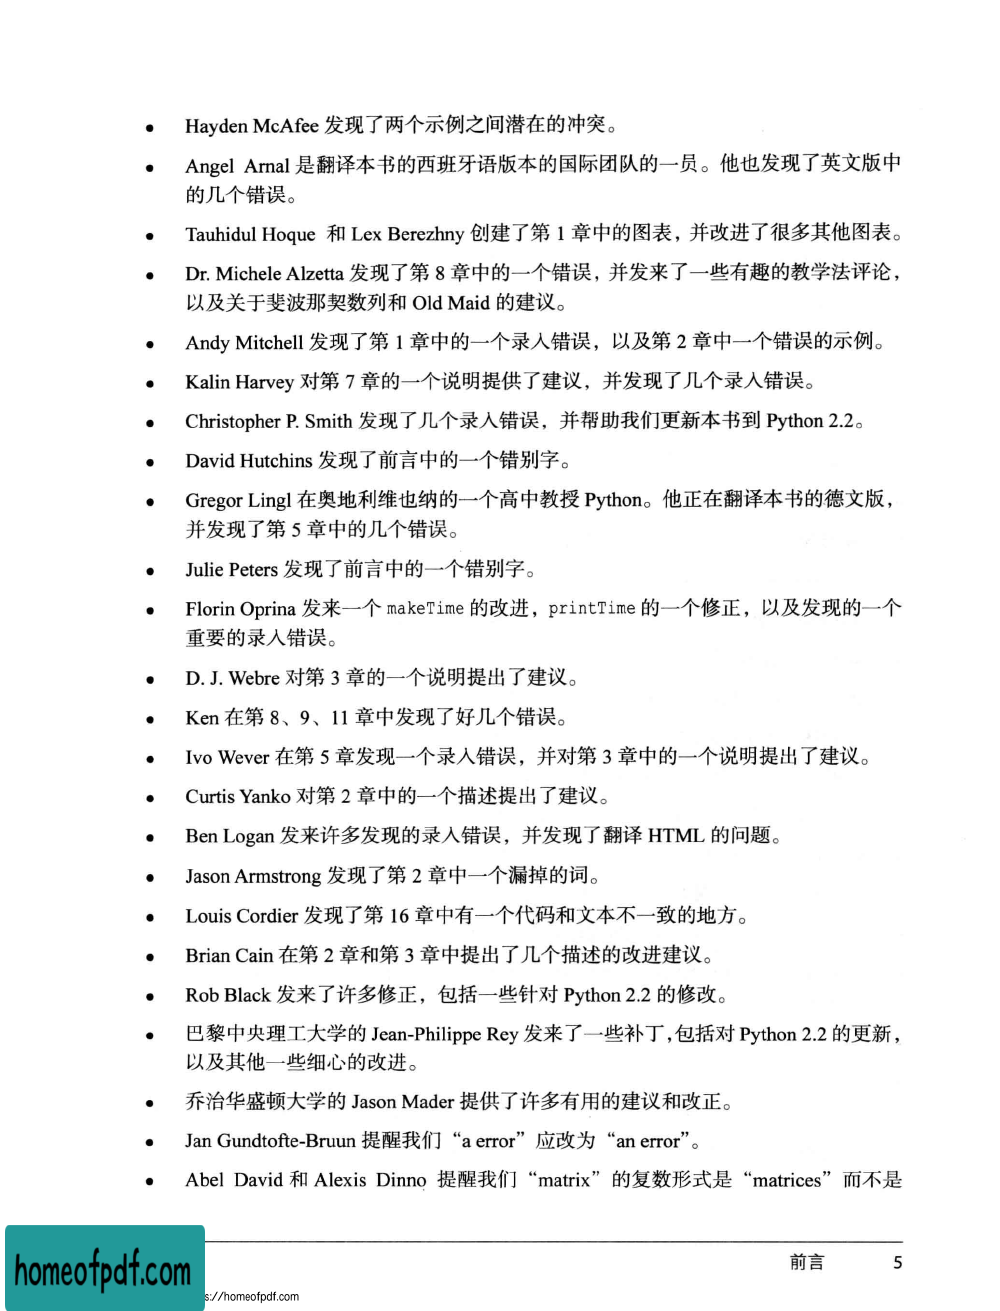 • Hayden McAfee 发现了两个示例之间潜在的冲突。
• Angel Arnal 是翻译本书的西班牙语版本的国际团队的一员。他也发现了英文版中
的几个错误。
• Tauhidul Hoque 和 Lex Berezhny 创建了第 1 章中的图表，并改进了很多其他图表。
• Dr. Michele Alzetta 发现了第 8 章中的一个错误，并发来了一些有趣的教学法评论，
以及关于斐波那契数列和 Old Maid 的建议。
• Andy Mitchell 发现了第 1 章中的一个录入错误，以及第 2 章中一个错误的示例。
• Kalin Harvey 对第 7 章的一个说明提供了建议，并发现了几个录入错误。
• Christopher P. Smith 发现了几个录入错误，并帮助我们更新本书到 Python 2.2。
• David Hutchins 发现了前言中的一个错别字。
• Gregor Lingl 在奥地利维也纳的一个高中教授 Python。他正在翻译本书的德文版，
并发现了第 5 章中的几个错误。
• Julie Peters 发现了前言中的一个错别字。
• Florin Oprina 发来一个 makeTime 的改进，printTime 的一个修正，以及发现的一个
重要的录入错误。
• D. J. Webre 对第 3 章的一个说明提出了建议。
• Ken 在第 8、9、11 章中发现了好几个错误。
• Ivo Wever 在第 5 章发现一个录入错误，并对第 3 章中的一个说明提出了建议。
• Curtis Yanko 对第 2 章中的一个描述提出了建议。
• Ben Logan 发来许多发现的录入错误，并发现了翻译 HTML 的问题。
• Jason Armstrong 发现了第 2 章中一个漏掉的词。
• Louis Cordier 发现了第 16 章中有一个代码和文本不一致的地方。
• Brian Cain 在第 2 章和第 3 章中提出了几个描述的改进建议。
• Rob Black 发来了许多修正，包括一些针对 Python 2.2 的修改。
• 巴黎中央理工大学的 Jean-Philippe Rey 发来了一些补丁，包括对 Python 2.2 的更新，
以及其他一些细心的改进。
• 乔治华盛顿大学的 Jason Mader 提供了许多有用的建议和改正。
• Jan Gundtofte-Bruun 提醒我们“a error”应改为“an error”。
• Abel David 和 Alexis Dinno 提醒我们“matrix”的复数形式是“matrices”而不是
前言 5
homeofpdf.com
s://homeofpdf.com